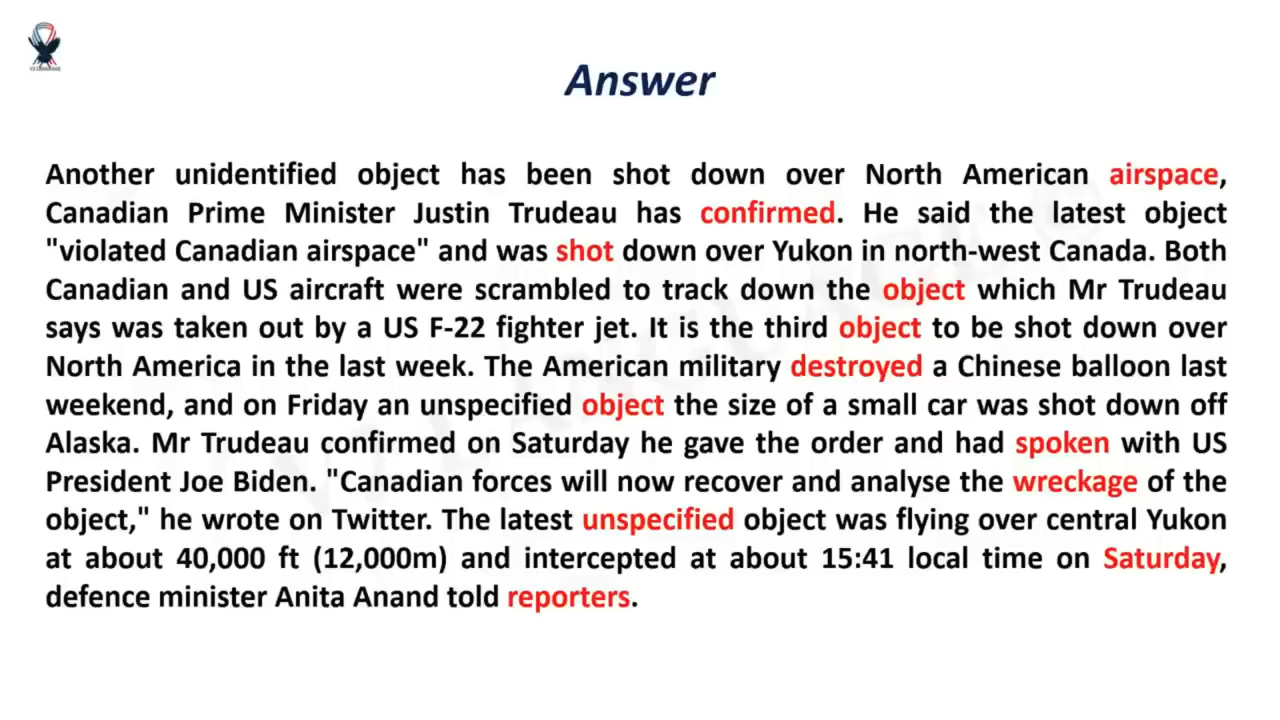 Answer
Another unidentified object has been shot down over North American airspace,
Canadian Prime Minister Justin Trudeau has confirmed. He said the latest object
"violated Canadian airspace" and was shot down over Yukon in north-west Canada. Both
Canadian and US aircraft were scrambled to track down the object which Mr Trudeau
says was taken out by a US F-22 fighter jet. It is the third object to be shot down over
North America in the last week. The American military destroyed a Chinese balloon last
weekend, and on Friday an unspecified object the size of a small car was shot down off
Alaska. Mr Trudeau confirmed on Saturday he gave the order and had spoken with US
President Joe Biden. "Canadian forces will now recover and analyse the wreckage of the
object," he wrote on Twitter. The latest unspecified object was flying over central Yukon
at about 40,000 ft (12,000m) and intercepted at about 15:41 local time on Saturday,
defence minister Anita Anand told reporters.